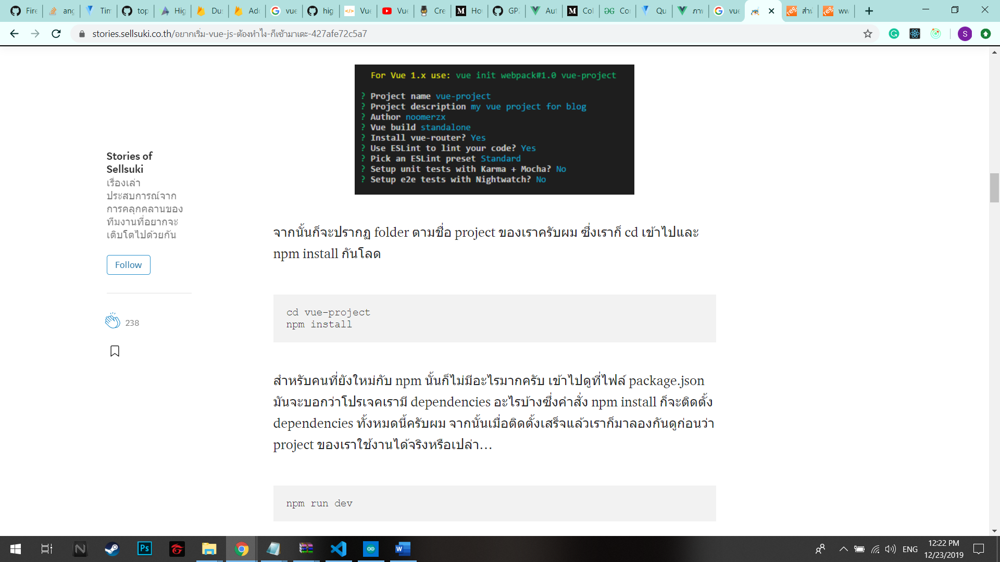 Fire
ang
Tim
top
Hig
Dus
Add
vue
hig
Vue
Vue
Cre
Hov
GP2
Aut
Col
Cor
Qu
ภาษ
vue
สำห
ww
stories.sellsuki.co.th/อยากเริ่ม-vue-js-ต้องทำไง-ก็เข้ามาเดะ-427afe72c5a7
S
For Vue 1.x use: vue init webpack#1.0 vue-project
? Project name vue-project
? Project description my vue project for blog
? Author noomerzx
? Vue build standalone
? Install vue-router? Yes
? Use ESLint to lint your code? Yes
? Pick an ESLint preset Standard
? Setup unit tests with Karma + Mocha? No
? Setup e2e tests with Nightwatch? No
Stories of
Sellsuki
เรื่องเล่า
ประสบการณ์จาก
การคลุกคลานของ
ทีมงานที่อยากจะ
เติบโตไปด้วยกัน
Follow
238
จากนั้นก็จะปรากฏ folder ตามชื่อ project ของเราครับผม ซึ่งเราก็ cd เข้าไปและ
npm install กันโลด
cd vue-project
npm install
สำหรับคนที่ยังใหม่กับ npm นั้นก็ไม่มีอะไรมากครับ เข้าไปดูที่ไฟล์ package.json
มันจะบอกว่าโปรเจคเรามี dependencies อะไรบ้างซึ่งคำสั่ง npm install ก็จะติดตั้ง
dependencies ทั้งหมดนี้ครับผม จากนั้นเมื่อติดตั้งเสร็จแล้วเราก็มาลองกันดูก่อนว่า
project ของเราใช้งานได้จริงหรือเปล่า…
npm run dev
ENG
12:22 PM
12/23/2019